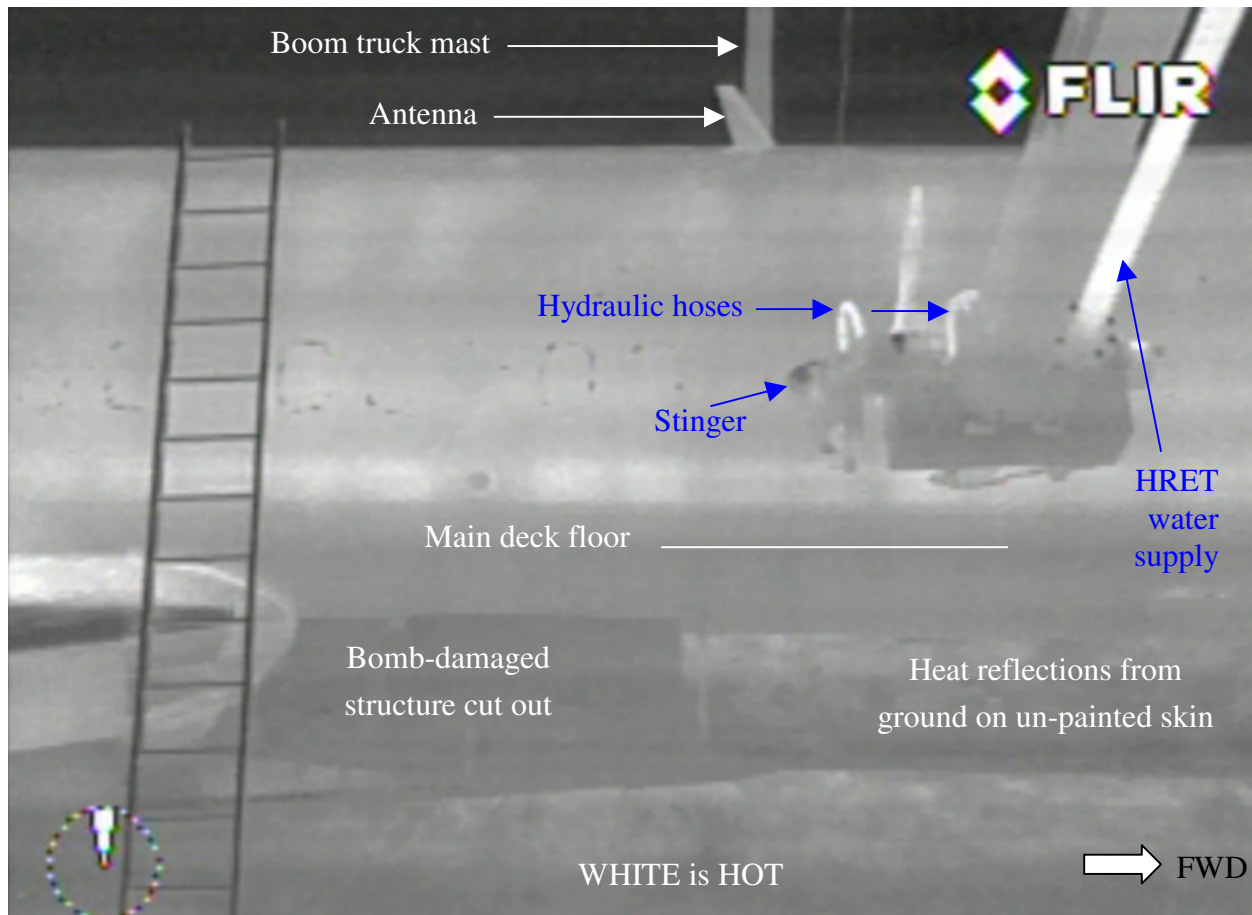 Boom truck mast
FLIR
Antenna
Hydraulic hoses
Stinger
HRET
water
supply
Main deck floor
Bomb-damaged
structure cut out
Heat reflections from
ground on un-painted skin
WHITE is HOT
FWD